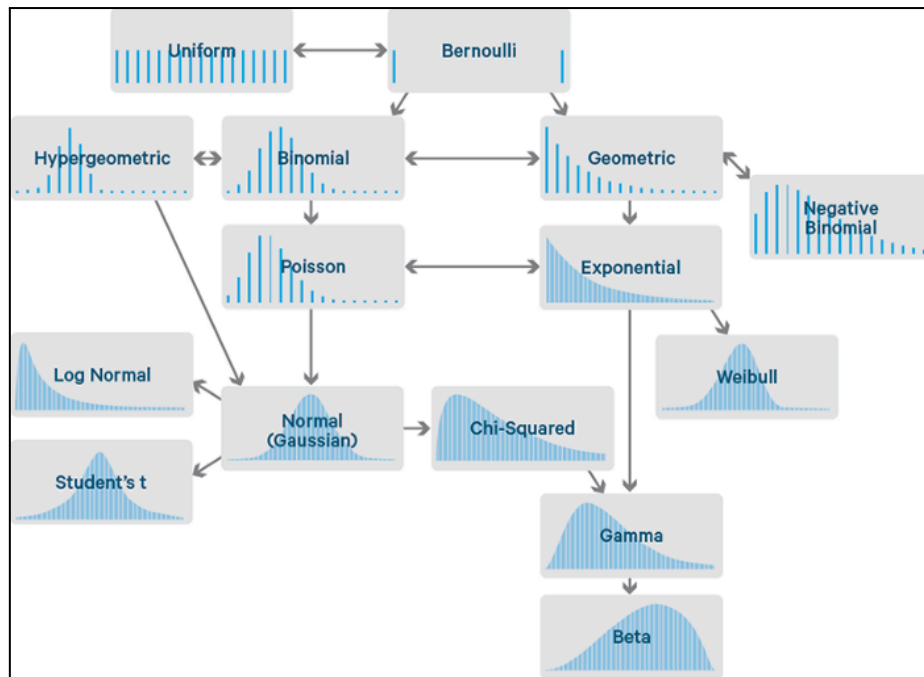 Uniform
Bernoulli
Hypergeometric
Binomial
Geometric
Negative
Binomial
Poisson
Exponential
Log Normal
Weibull
Normal
(Gaussian)
Chi-Squared
Student's t
Gamma
Beta